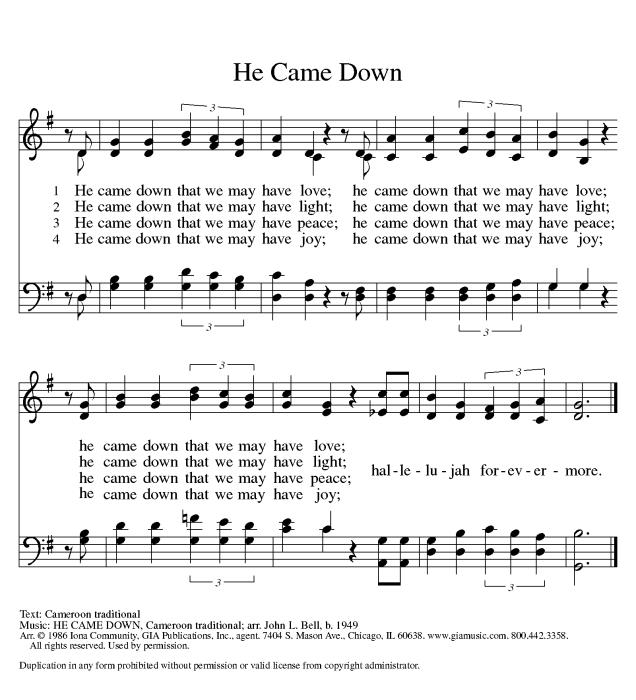 He Came Down
3 3
1 He came down that we may have love; he came down that we may have love;
2 He came down that we may have light; he came down that we may have light;
3 He came down that we may have peace; he came down that we may have peace;
4 He came down that we may have joy; he came down that we may have joy;
3 3
3 3
he came down that we may have love;
he came down that we may have light;
hal - le - lu - jah for - ev - er - more.
he came down that we may have peace;
he came down that we may have joy;
3 3
Text: Cameroon traditional
Music: HE CAME DOWN, Cameroon traditional; arr. John L. Bell, b. 1949
Arr. © 1986 Iona Community, GIA Publications, Inc., agent. 7404 S. Mason Ave., Chicago, IL 60638. www.giamusic.com. 800.442.3358.
All rights reserved. Used by permission.
Duplication in any form prohibited without permission or valid license from copyright administrator.